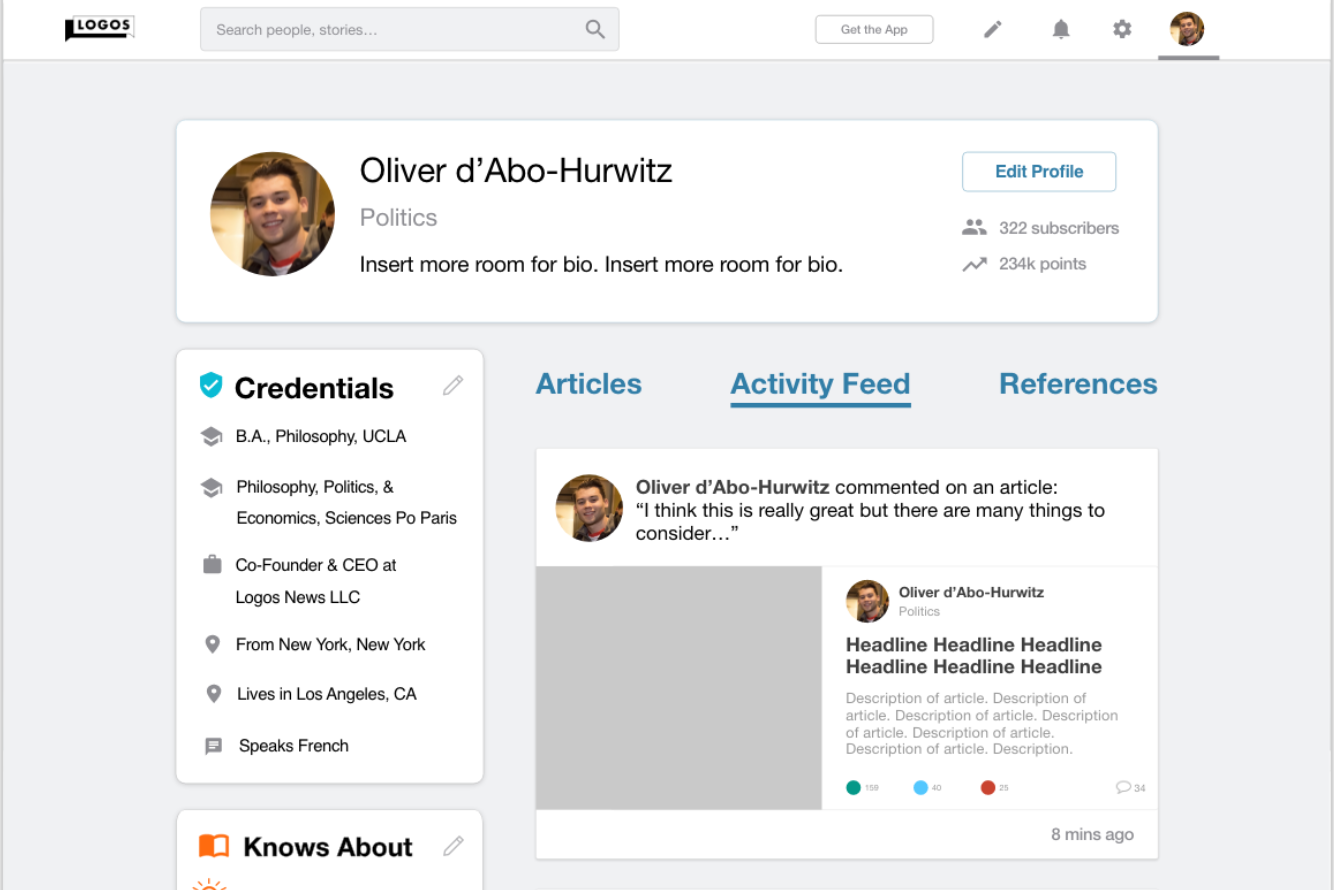 LOGOS
Search people, stories...
Get the App
Oliver d’Abo-Hurwitz
Politics
Insert more room for bio. Insert more room for bio.
Edit Profile
322 subscribers
234k points
Credentials
B.A., Philosophy, UCLA
Philosophy, Politics, &
Economics, Sciences Po Paris
Co-Founder & CEO at
Logos News LLC
From New York, New York
Lives in Los Angeles, CA
Speaks French
Knows About
Articles
Activity Feed
References
Oliver d’Abo-Hurwitz commented on an article:
“I think this is really great but there are many things to
consider…”
Oliver d’Abo-Hurwitz
Politics
Headline Headline Headline
Headline Headline Headline
Description of article. Description of
article. Description of article. Description
of article. Description of article.
Description of article. Description.
159
40
25
34
8 mins ago